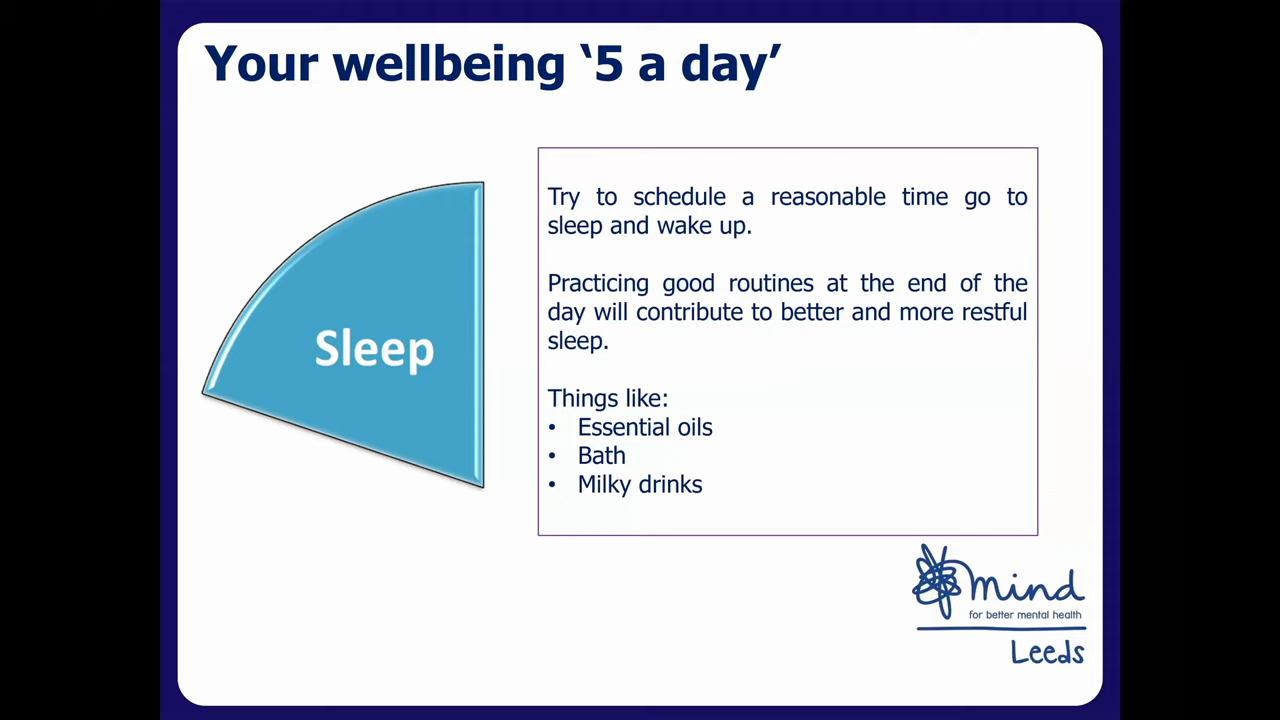 Your wellbeing ‘5 a day’
Sleep
Try to schedule a reasonable time go to
sleep and wake up.
Practicing good routines at the end of the
day will contribute to better and more restful
sleep.
Things like:
• Essential oils
• Bath
• Milky drinks
mind
for better mental health
Leeds